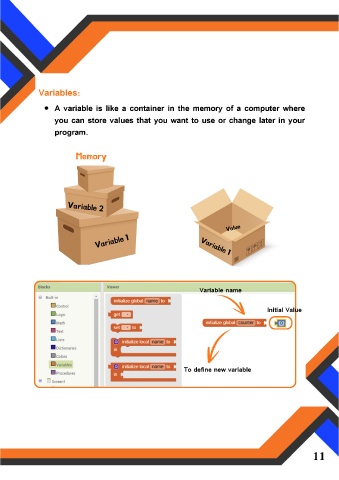 Variables:
• A variable is like a container in the memory of a computer where
you can store values that you want to use or change later in your
program.
Memory
Variable 2
Variable 1
Value
Variable 1
Blocks
Viewer
Built-in
Control
Logic
Math
Text
Lists
Dictionaries
Colors
Variables
Procedures
Screen1
initialize global name to
get
set to
initialize local name to
in
initialize local name to
in
Variable name
Initial Value
initialize global counter to 0
To define new variable
11